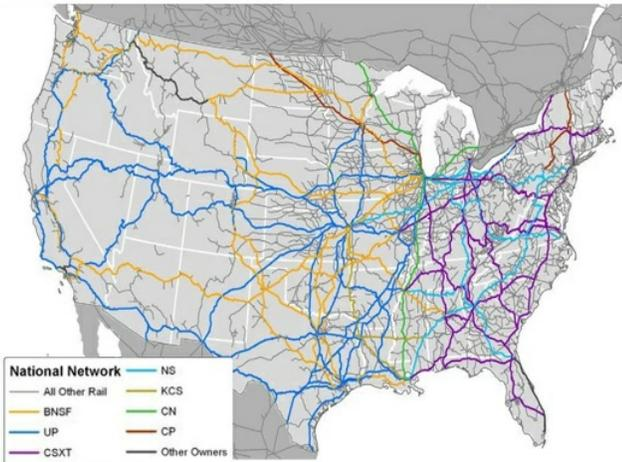 National Network
All Other Rail
BNSF
UP
CSXT
NS
KCS
CN
CP
Other Owners